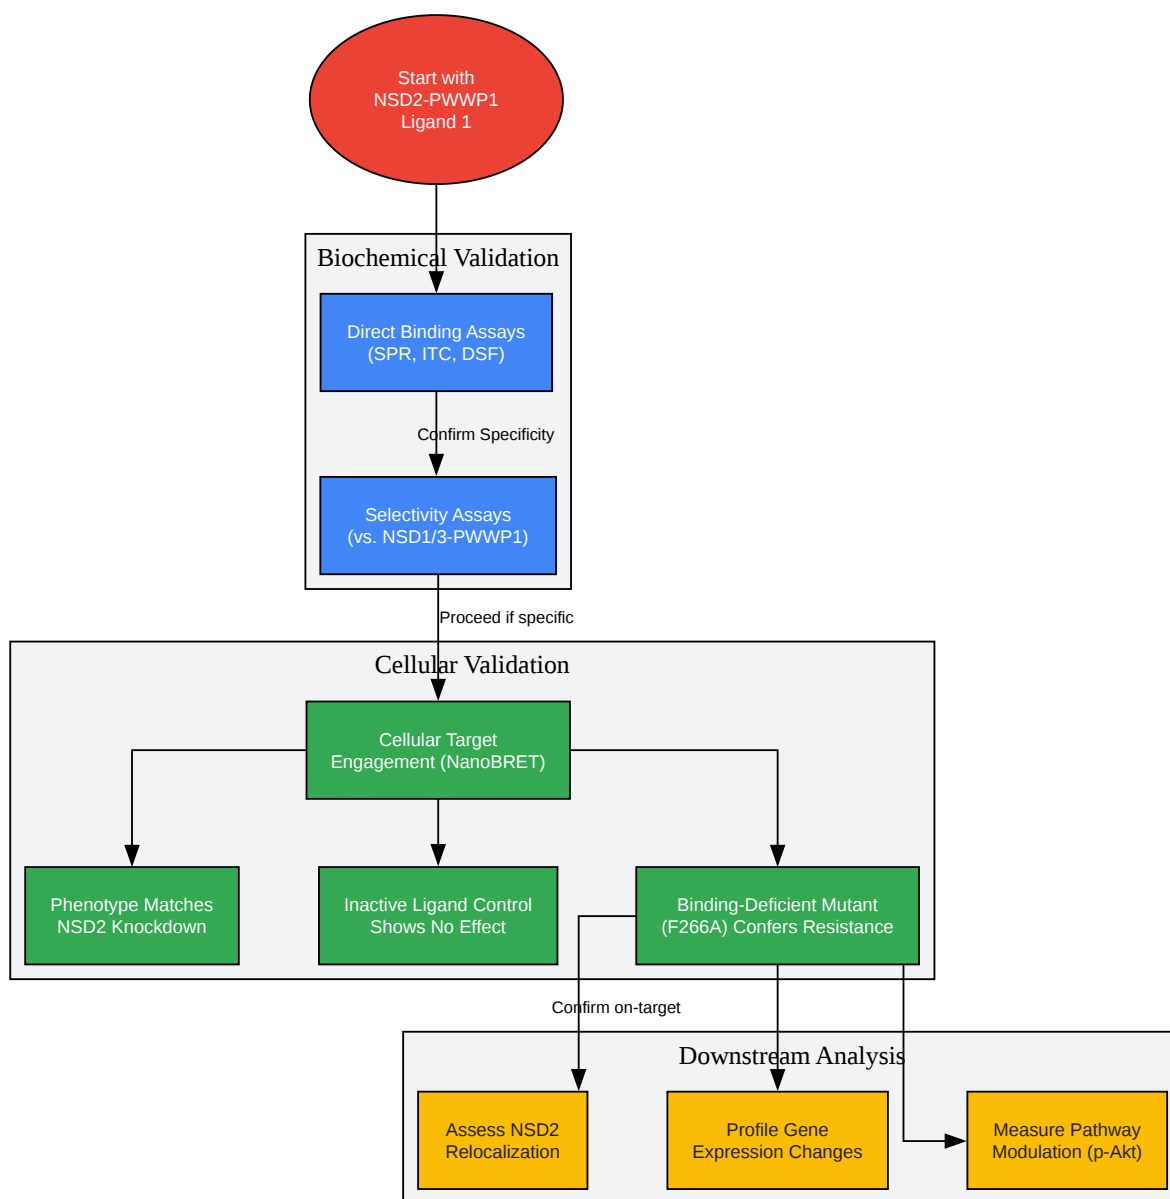 Start with
NSD2-PWWP1
Ligand 1
Biochemical Validation
Direct Binding Assays
(SPR, ITC, DSF)
Confirm Specificity
Selectivity Assays
(vs. NSD1/3-PWWP1)
Proceed if specific
Cellular Validation
Cellular Target
Engagement (NanoBRET)
Phenotype Matches
NSD2 Knockdown
Inactive Ligand Control
Shows No Effect
Binding-Deficient Mutant
(F266A) Confers Resistance
Confirm on-target
Downstream Analysis
Assess NSD2
Relocalization
Profile Gene
Expression Changes
Measure Pathway
Modulation (p-Akt)